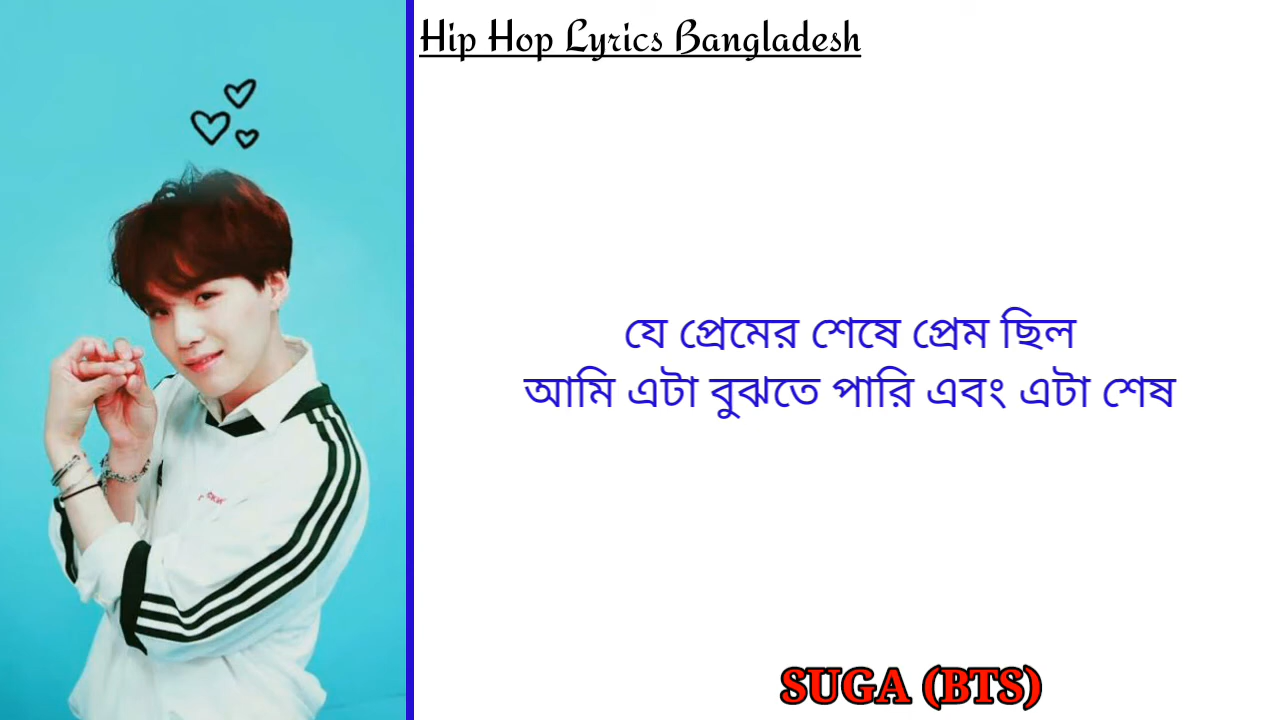 Hip Hop Lyrics Bangladesh
যে প্রেমের শেষে প্রেম ছিল
আমি এটা বুঝতে পারি এবং এটা শেষ
SUGA (BTS)